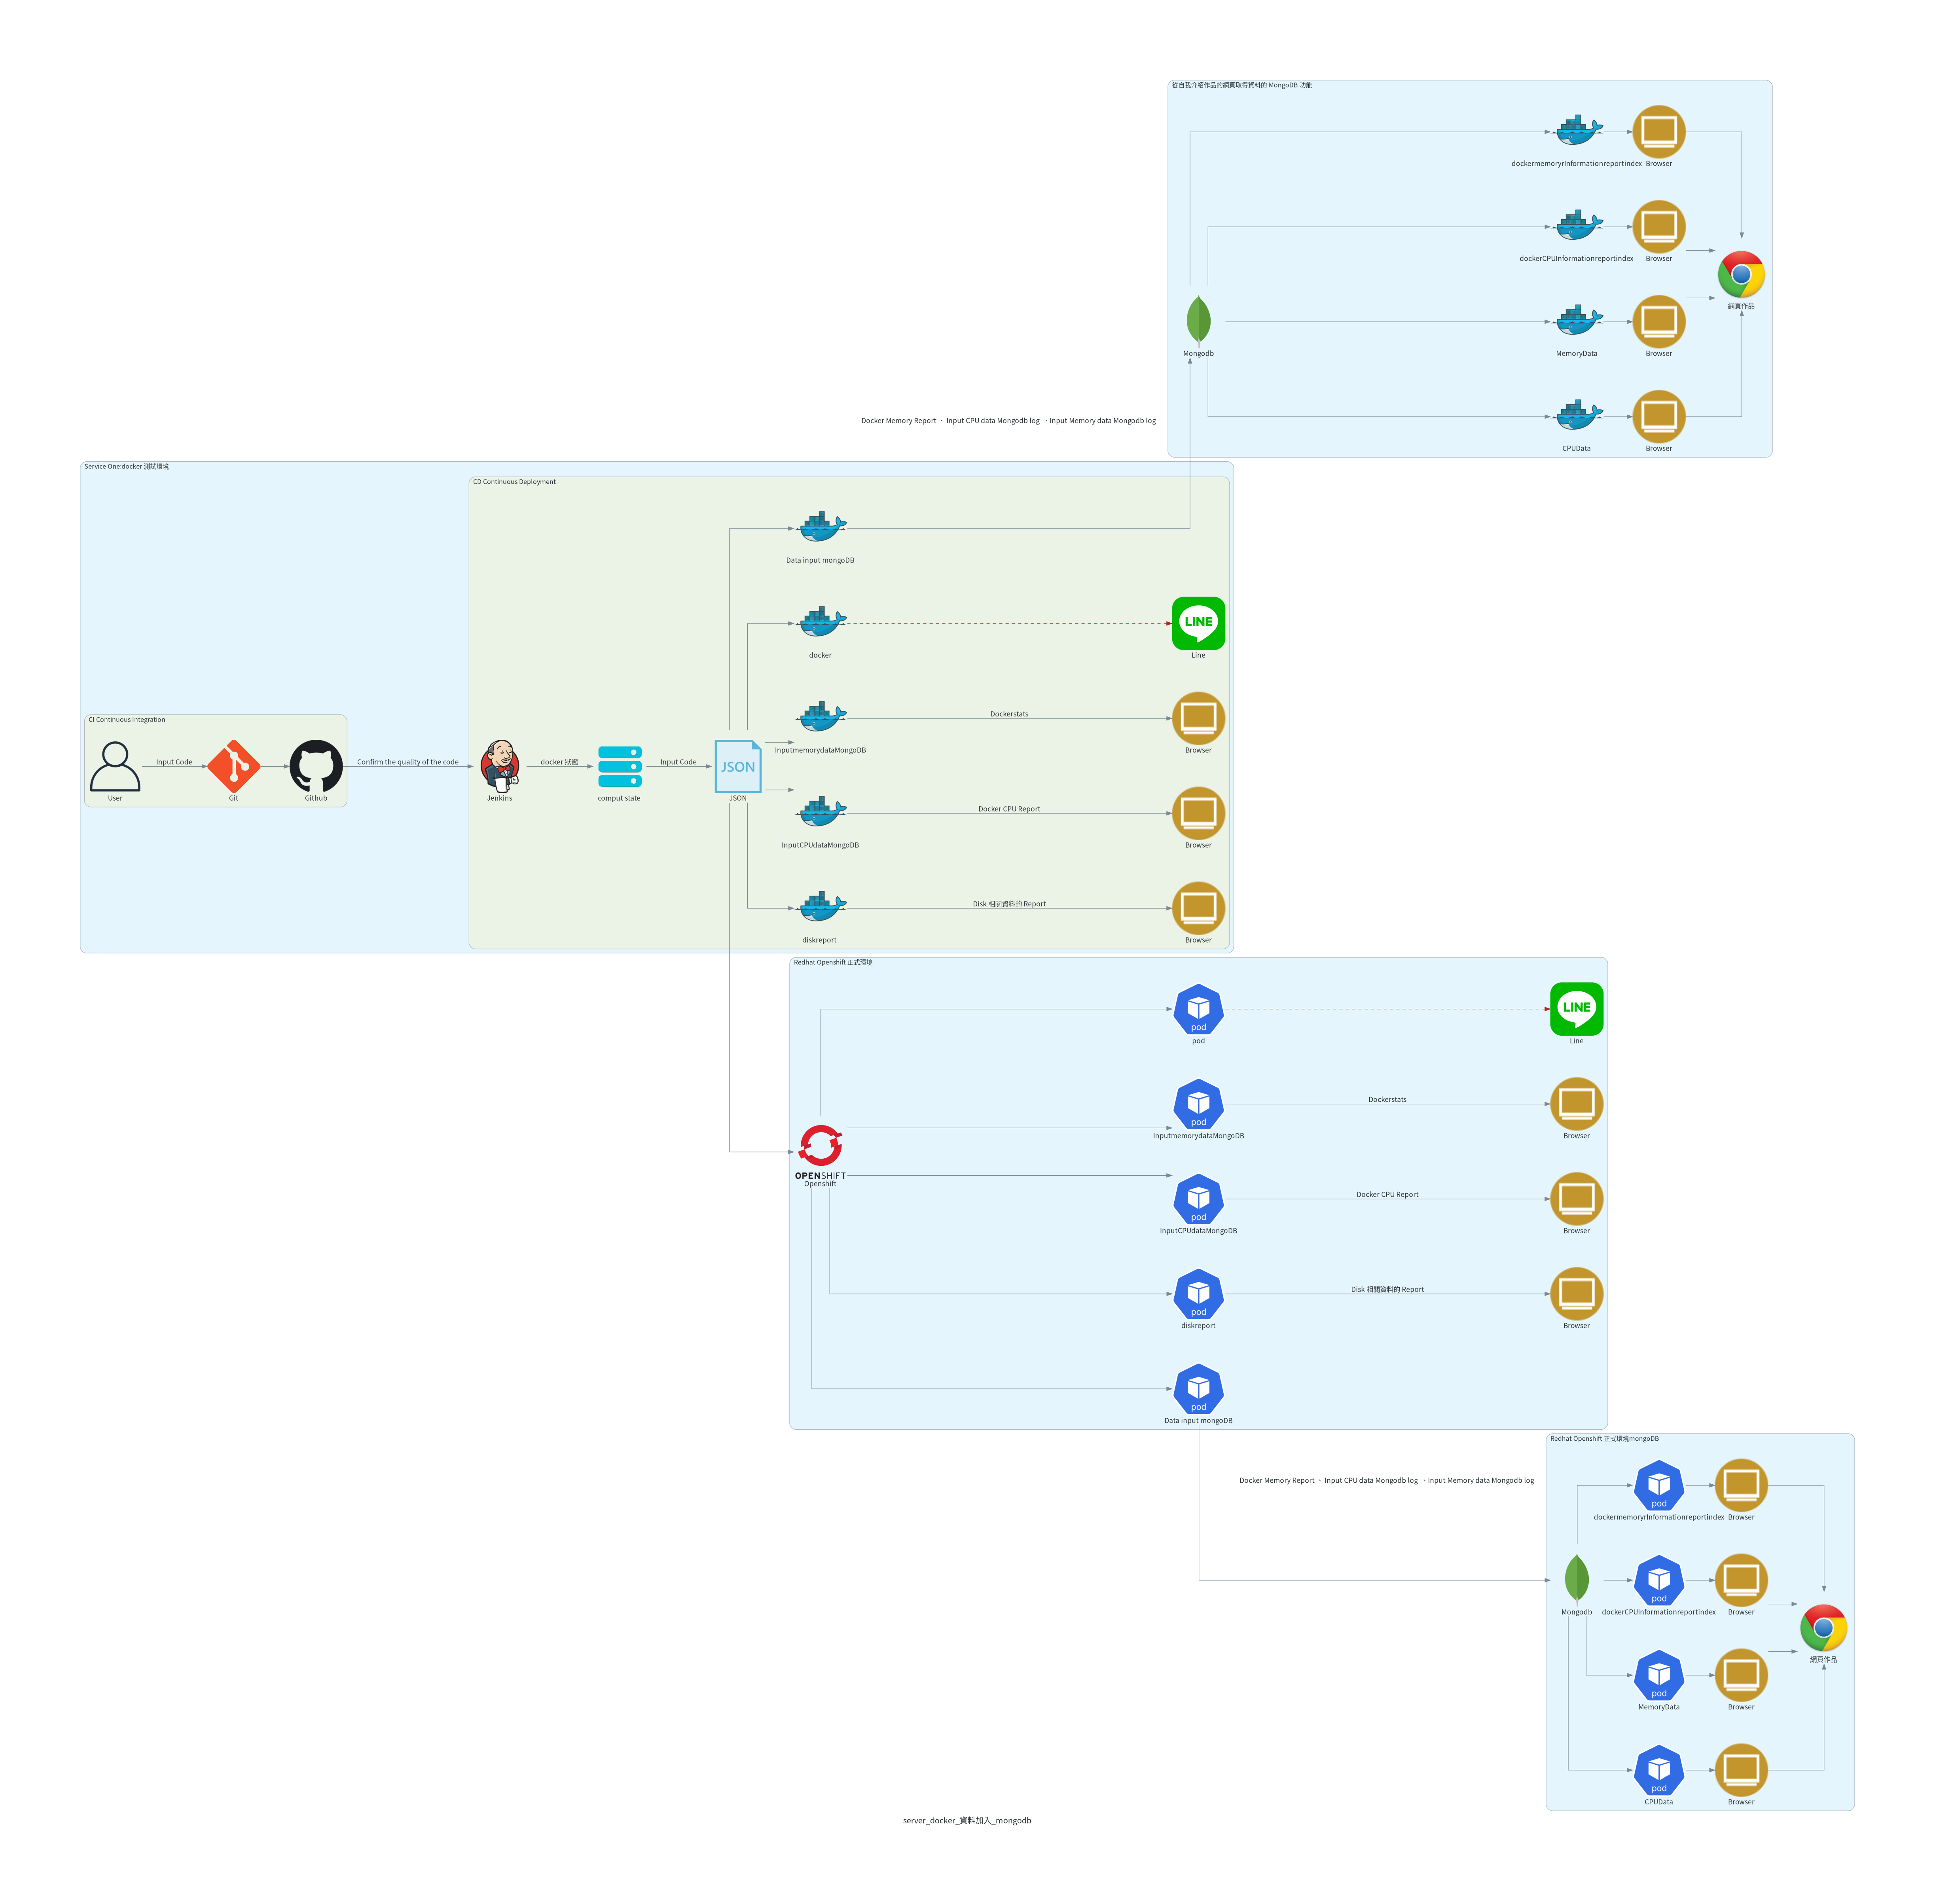 從自我介紹作品的網頁取得資料的 MongoDB 功能
dockermemoryrInformationreportindex
Browser
dockerCPUInformationreportindex
Browser
網頁作品
Mongodb
MemoryData
Browser
CPUData
Browser
Docker Memory Report 、 Input CPU data Mongodb log 、Input Memory data Mongodb log
Service One:docker 測試環境
CD Continuous Deployment
Data input mongoDB
docker
LINE
Line
CI Continuous Integration
User
Input Code
Git
Github
Confirm the quality of the code
Jenkins
docker 狀態
comput state
Input Code
JSON
JSON
InputmemorydataMongoDB
Dockerstats
Browser
InputCPUdataMongoDB
Docker CPU Report
Browser
diskreport
Disk 相關資料的 Report
Browser
Redhat Openshift 正式環境
pod
pod
LINE
Line
pod
InputmemorydataMongoDB
Dockerstats
Browser
OPENSHIFT
Openshift
pod
InputCPUdataMongoDB
Docker CPU Report
Browser
pod
diskreport
Disk 相關資料的 Report
Browser
pod
Data input mongoDB
Redhat Openshift 正式環境mongoDB
Docker Memory Report 、 Input CPU data Mongodb log 、Input Memory data Mongodb log
pod
dockermemoryrInformationreportindex
Browser
Mongodb
pod
dockerCPUInformationreportindex
Browser
網頁作品
pod
MemoryData
Browser
pod
CPUData
Browser
server_docker_資料加入_mongodb